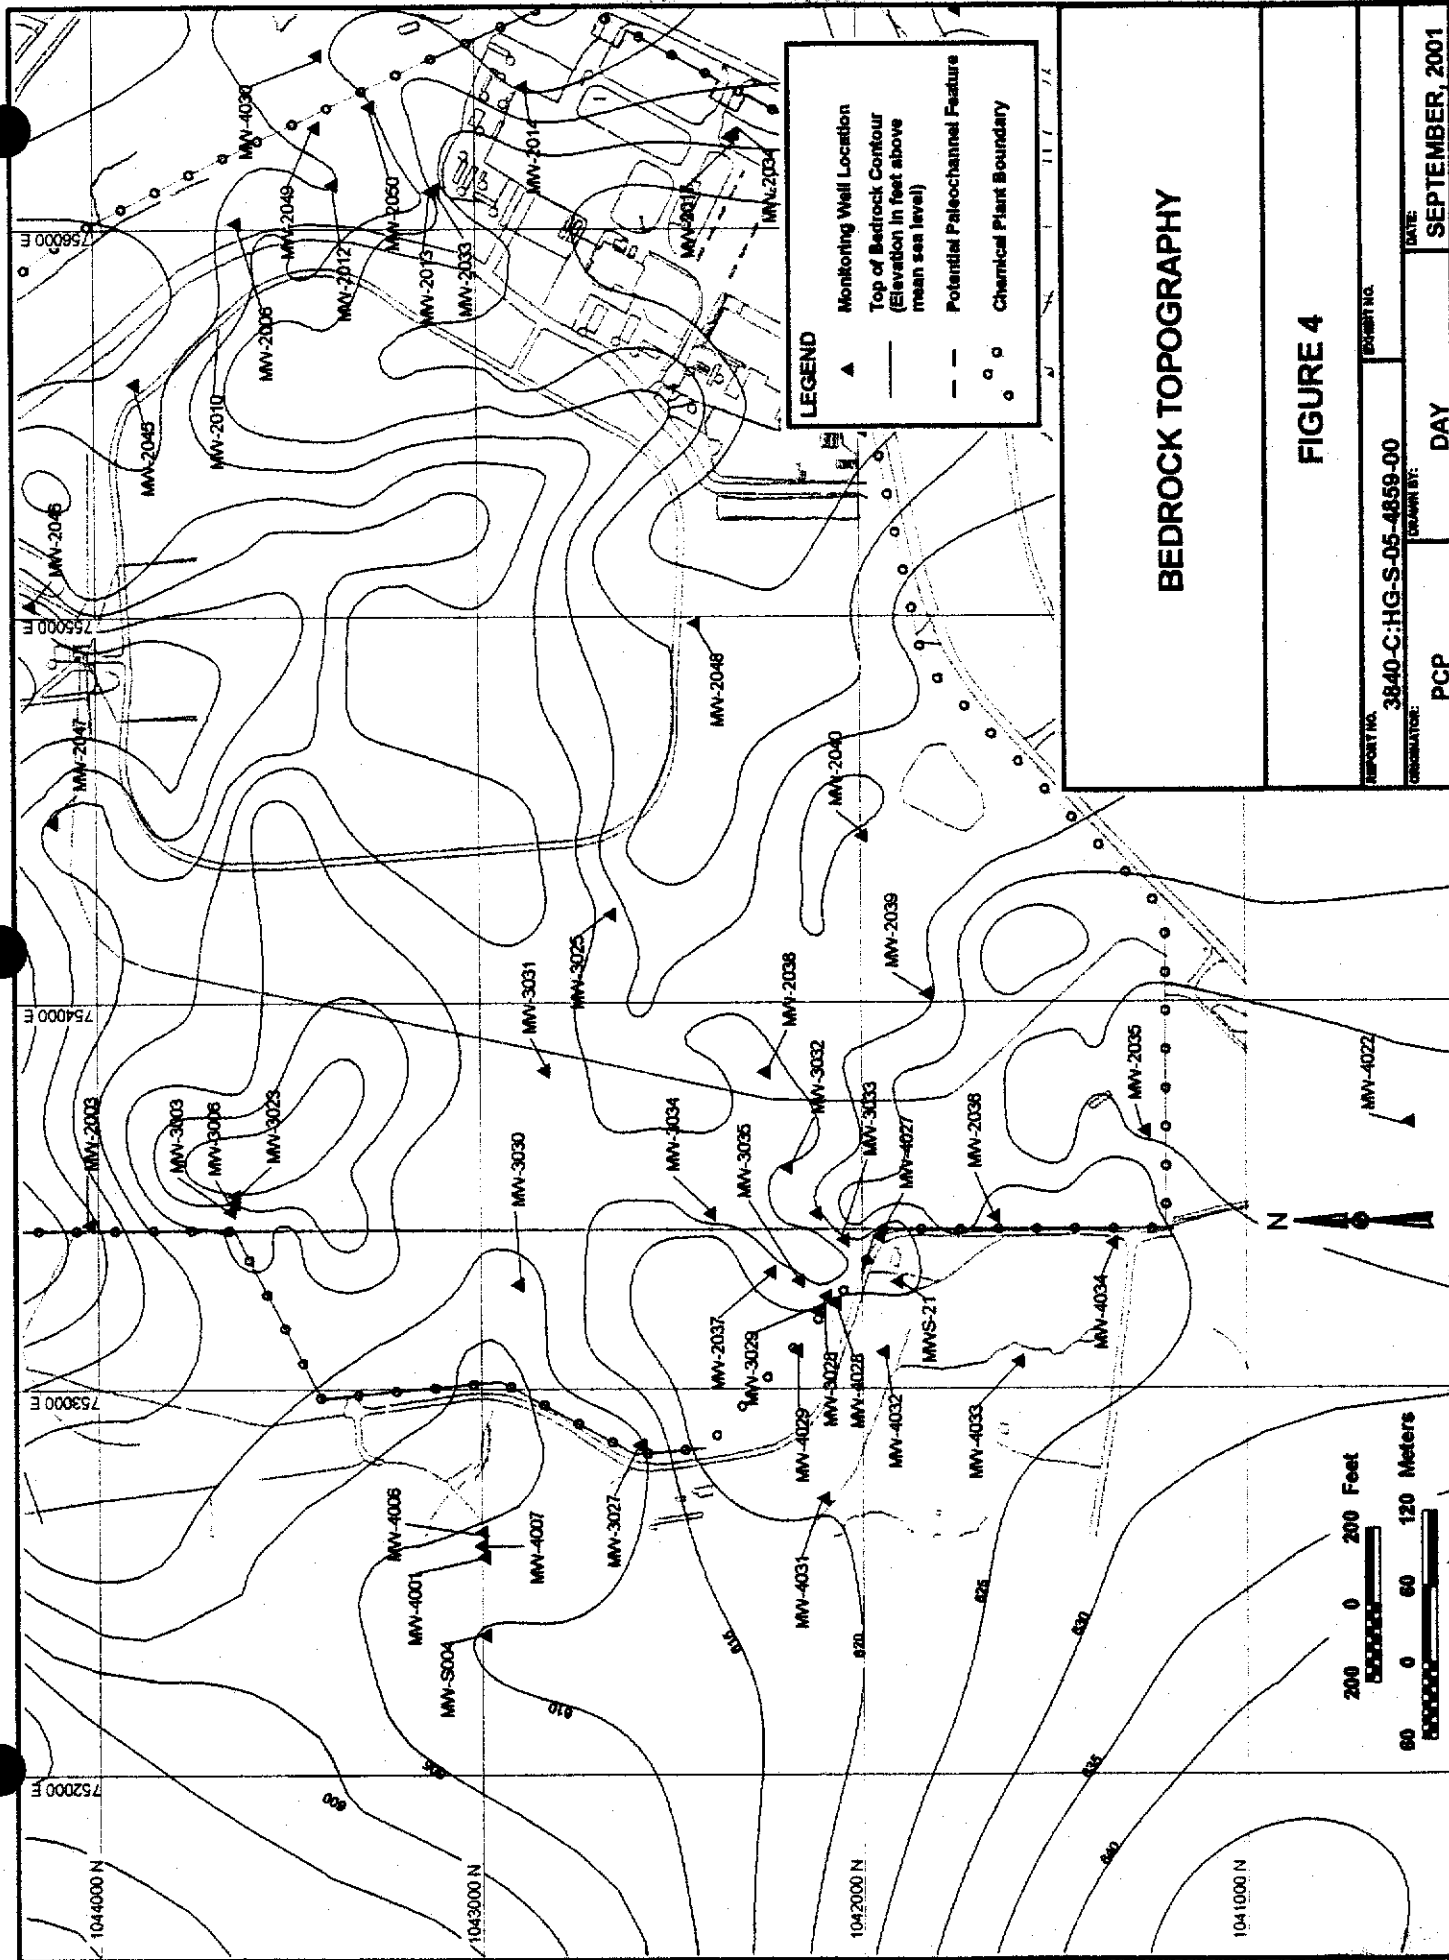 BEDROCK TOPOGRAPHY
FIGURE 4
REPORT NO.
3840-C:HG-S-05-4859-00
EXHIBIT NO.
ORIGINATOR:
PCP
DRAWN BY:
DAY
DATE:
SEPTEMBER, 2001
LEGEND
Monitoring Well Location
Top of Bedrock Contour
(Elevation in feet above
mean sea level)
Potential Paleochannel Feature
Chemical Plant Boundary
752000 E
753000 E
754000 E
755000 E
756000 E
1044000 N
1043000 N
1042000 N
1041000 N
MW-2046
MW-2047
MW-2045
MW-2010
MW-2006
MW-2049
MW-4030
MW-2012
MW-2050
MW-2013
MW-2033
MW-2014
MW-2034
MW-2003
MW-3003
MW-3006
MW-3023
MW-3031
MW-3025
MW-3030
MW-2048
MW-2040
MW-2039
MW-2038
MW-3032
MW-3034
MW-3035
MW-3033
MW-4027
MW-2036
MW-2035
MW-4022
MW-2037
MW-3029
MW-3028
MW-4028
MWS-21
MW-4034
MW-4029
MW-4032
MW-4033
MW-4031
MW-3027
MW-4006
MW-4007
MW-4001
MW-S004
600
605
610
615
620
625
630
635
640
N
200 0 200 Feet
60 0 60 120 Meters